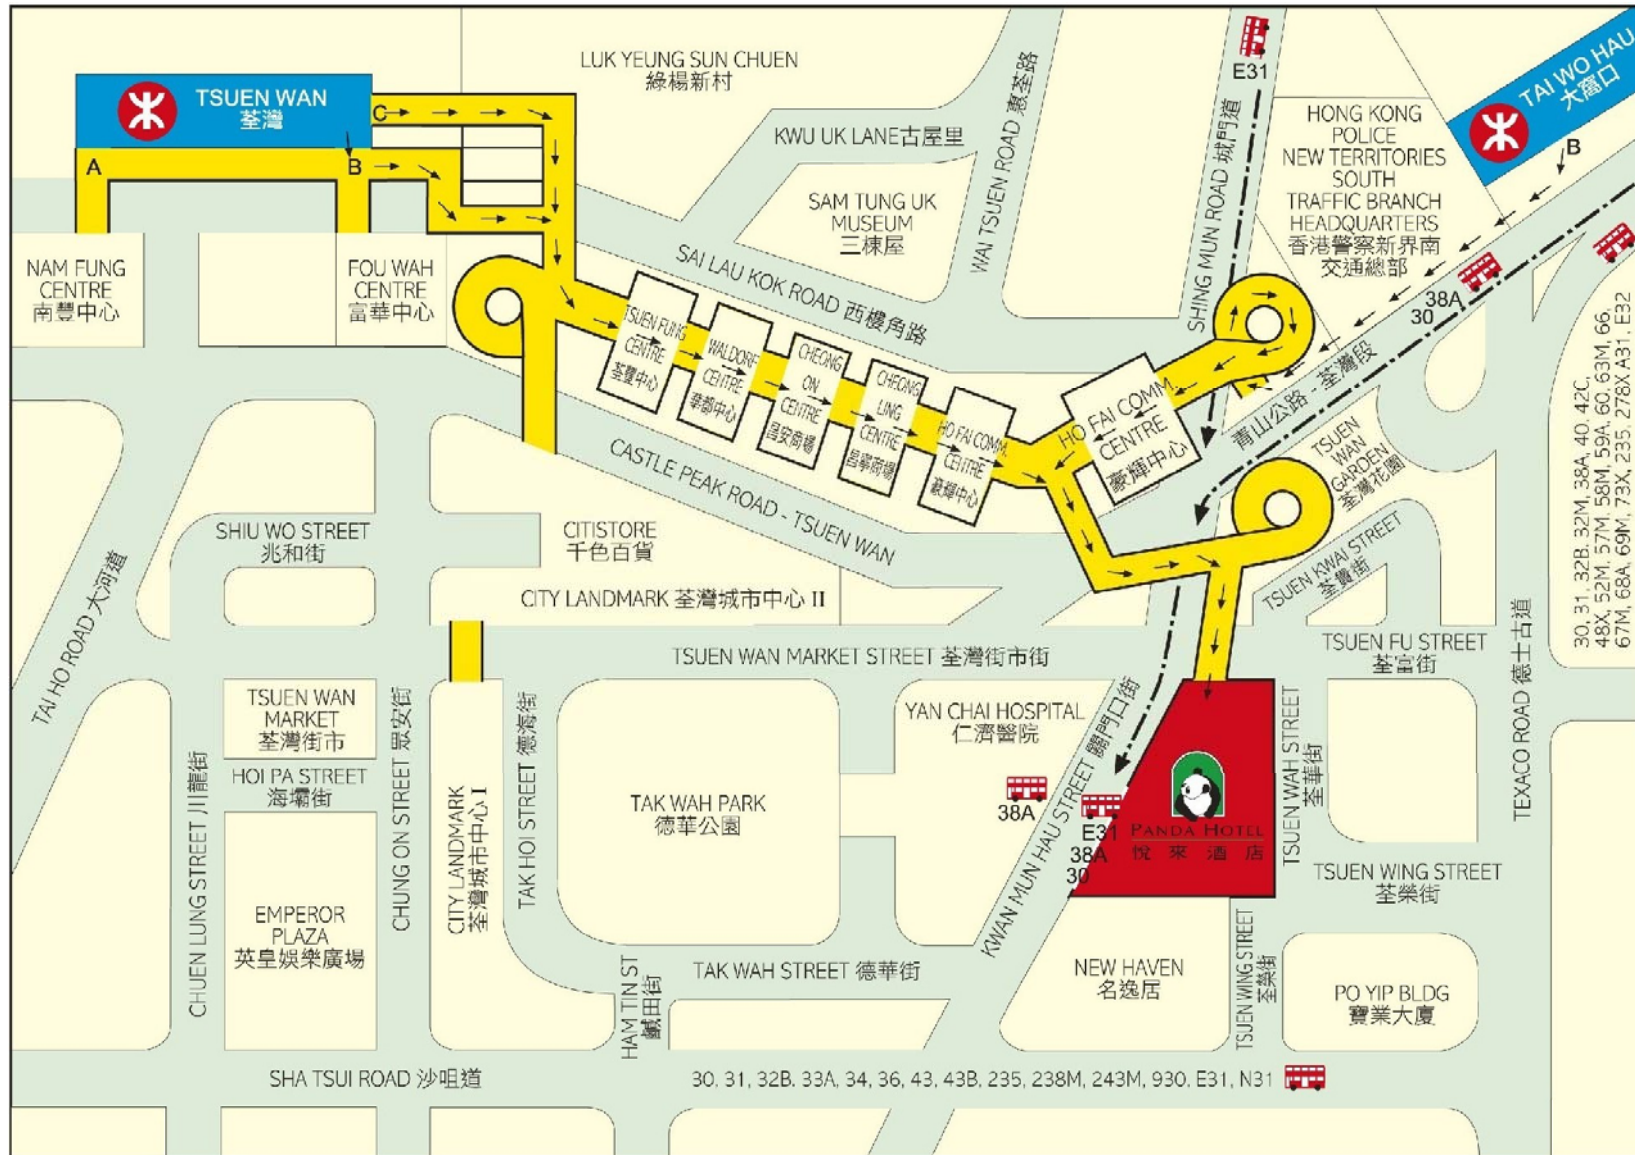 LUK YEUNG SUN CHUEN
綠楊新村
TSUEN WAN
荃灣
A
B
C
NAM FUNG
CENTRE
南豐中心
FOU WAH
CENTRE
富華中心
KWU UK LANE古屋里
SAM TUNG UK
MUSEUM
三棟屋
WAI TSUEN ROAD 惠荃路
E31
SHING MUN ROAD 城門道
HONG KONG
POLICE
NEW TERRITORIES
SOUTH
TRAFFIC BRANCH
HEADQUARTERS
香港警察新界南
交通總部
TAI WO HAU
大窩口
B
38A
30
SAI LAU KOK ROAD 西樓角路
TSUEN FUNG
CENTRE
荃豐中心
WALDORF
CENTRE
華都中心
CHEONG
ON
CENTRE
昌安商場
CHEONG
LING
CENTRE
昌寧商場
HO FAI COMM.
CENTRE
豪輝中心
HO FAI COMM.
CENTRE
豪輝中心
青山公路 - 荃灣段
TSUEN
WAN
GARDEN
荃灣花園
30, 31, 32B. 32M, 38A, 40, 42C,
48X, 52M, 57M, 58M, 59A, 60, 63M, 66,
67M, 68A, 69M, 73X, 235, 278X A31, E32
CASTLE PEAK ROAD - TSUEN WAN
SHIU WO STREET
兆和街
CITISTORE
千色百貨
CITY LANDMARK 荃灣城市中心 II
TSUEN KWAI STREET
荃貴街
TAI HO ROAD 大河道
TSUEN WAN MARKET STREET 荃灣街市街
TSUEN FU STREET
荃富街
TEXACO ROAD 德士古道
TSUEN WAN
MARKET
荃灣街市
HOI PA STREET
海壩街
CHUEN LUNG STREET 川龍街
CHUNG ON STREET 眾安街
CITY LANDMARK
荃灣城市中心 I
TAK HOI STREET 德海街
TAK WAH PARK
德華公園
YAN CHAI HOSPITAL
仁濟醫院
38A
KWAN MUN HAU STREET 關門口街
E31
38A
30
PANDA HOTEL
悅來酒店
TSUEN WAH STREET
荃華街
TSUEN WING STREET
荃榮街
EMPEROR
PLAZA
英皇娛樂廣場
HAM TIN ST
鹹田街
TAK WAH STREET 德華街
NEW HAVEN
名逸居
TSUEN WING STREET
荃榮街
PO YIP BLDG
寶業大廈
SHA TSUI ROAD 沙咀道
30, 31, 32B. 33A, 34, 36, 43, 43B, 235, 238M, 243M, 930. E31, N31